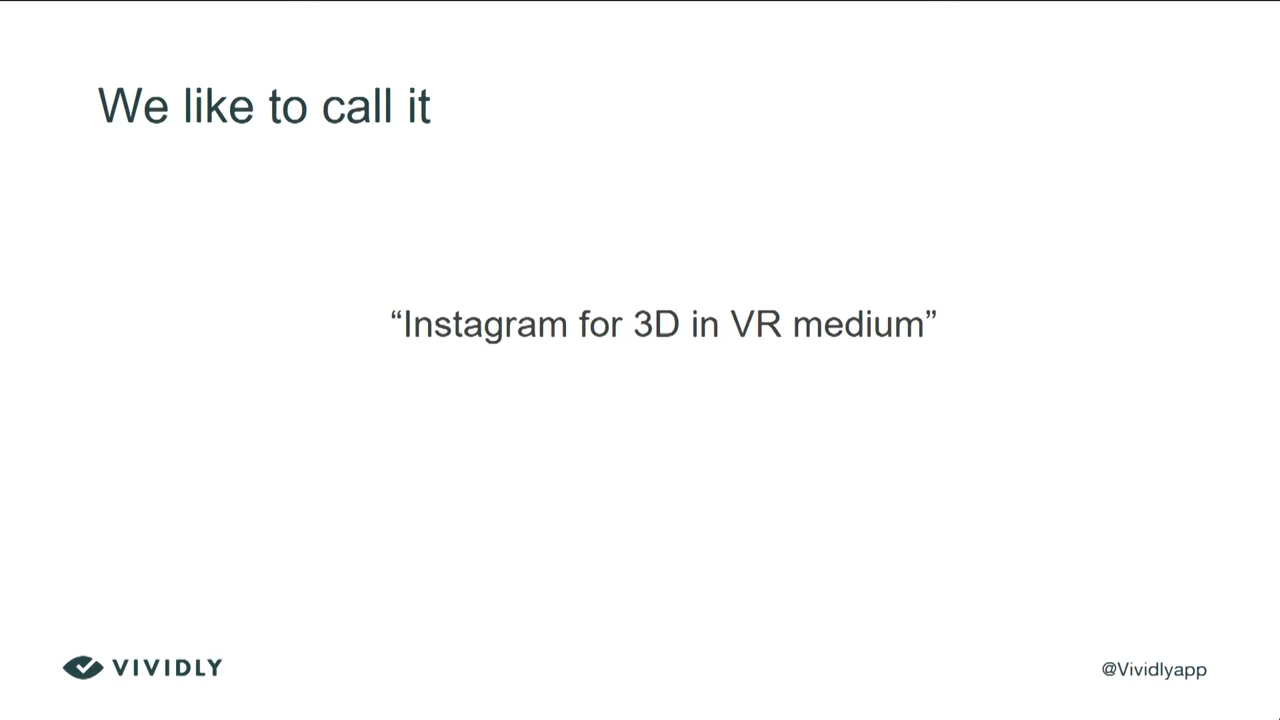 We like to call it
“Instagram for 3D in VR medium”
VIVIDLY
@Vividlyapp